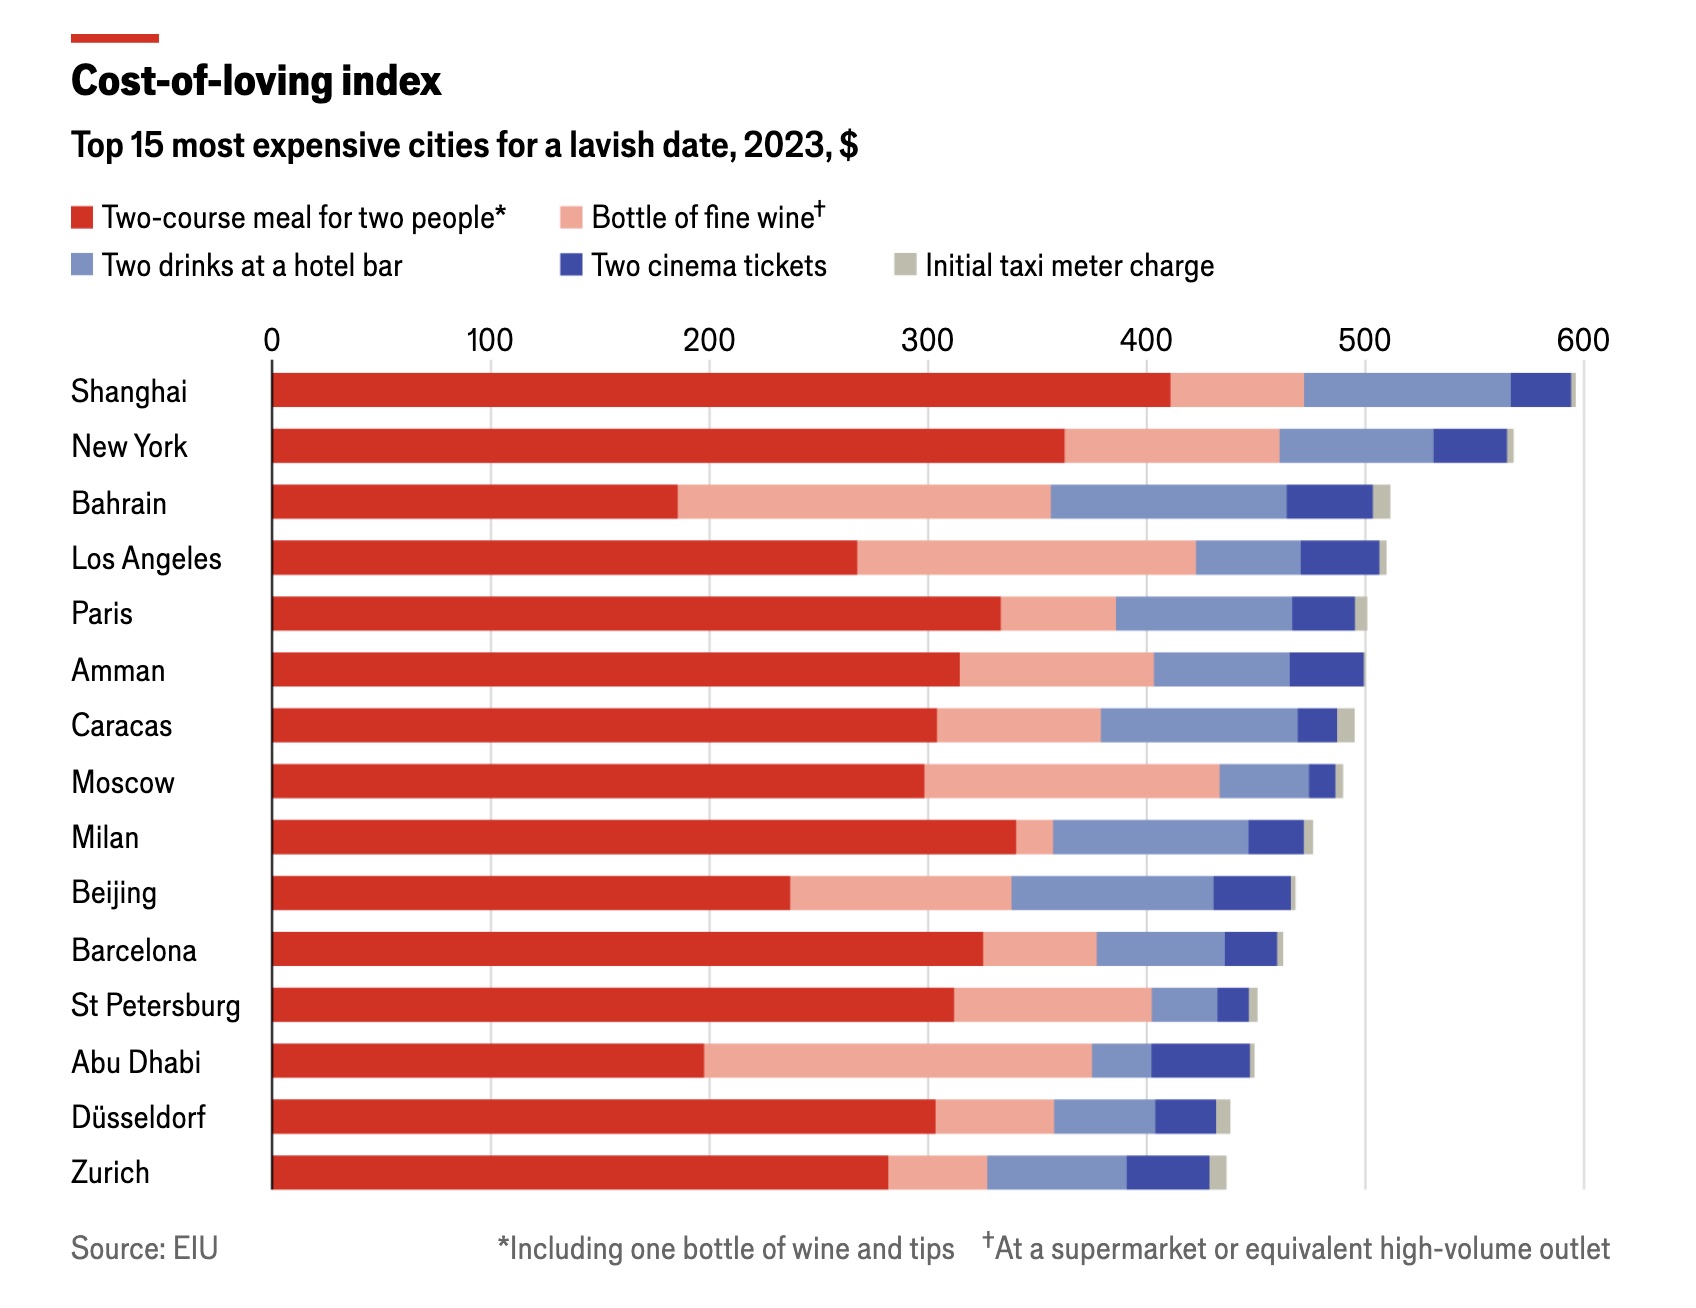 Cost-of-loving index
Top 15 most expensive cities for a lavish date, 2023, $
Two-course meal for two people* Bottle of fine wine†
Two drinks at a hotel bar Two cinema tickets Initial taxi meter charge
0 100 200 300 400 500 600
Shanghai
New York
Bahrain
Los Angeles
Paris
Amman
Caracas
Moscow
Milan
Beijing
Barcelona
St Petersburg
Abu Dhabi
Düsseldorf
Zurich
Source: EIU *Including one bottle of wine and tips †At a supermarket or equivalent high-volume outlet